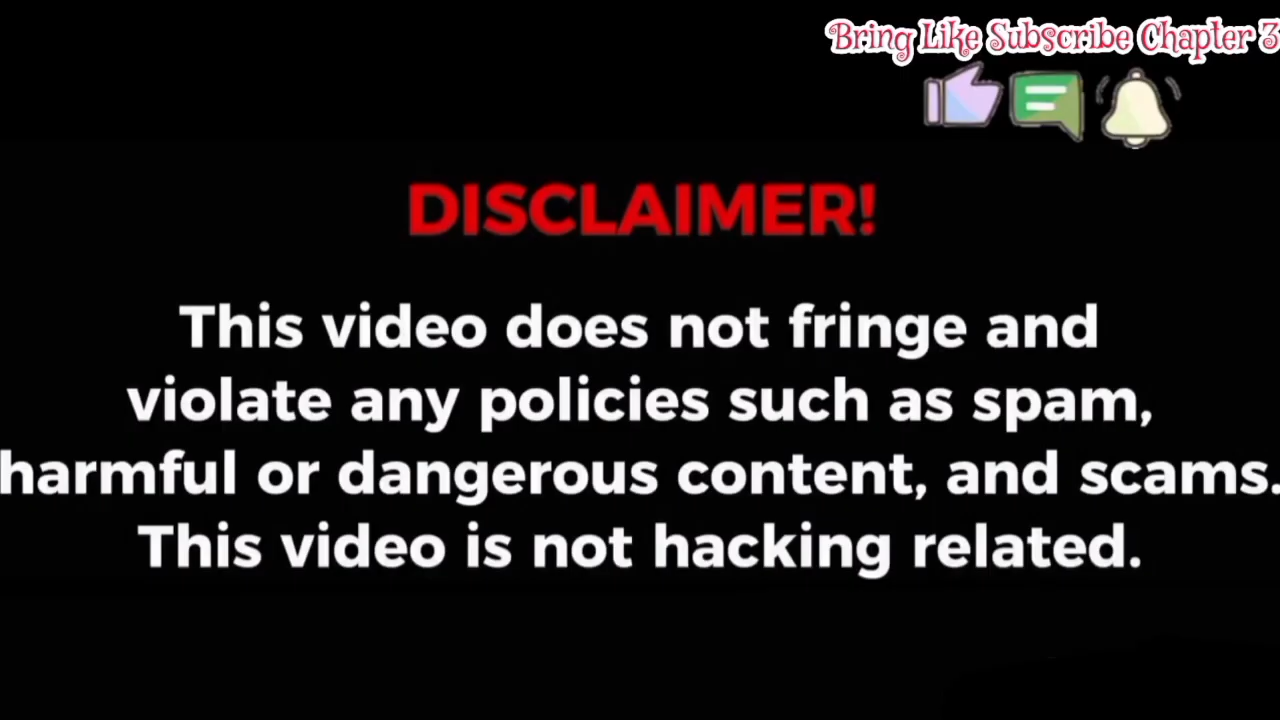 Bring Like Subscribe Chapter 3
DISCLAIMER!
This video does not fringe and
violate any policies such as spam,
harmful or dangerous content, and scams.
This video is not hacking related.